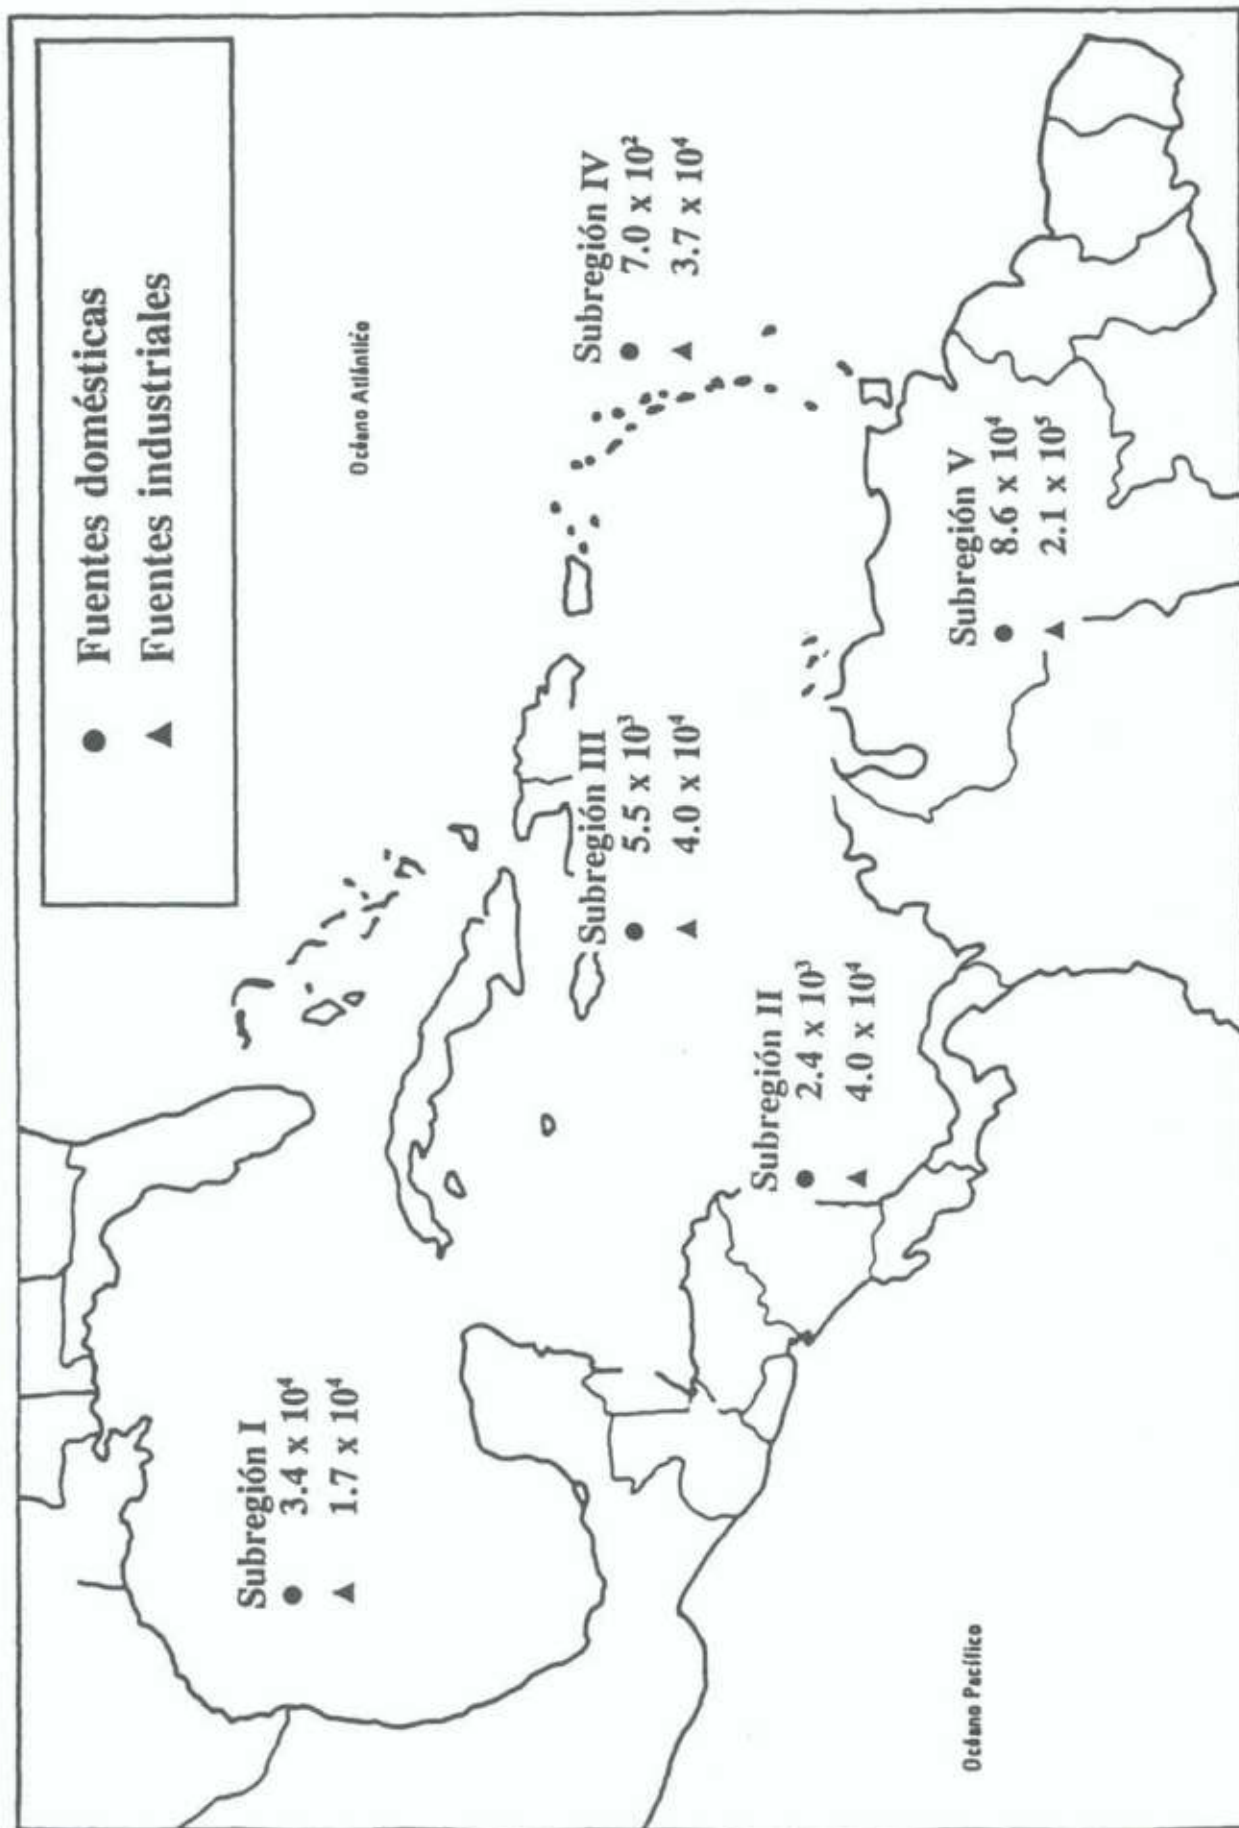 ● Fuentes domésticas
▲ Fuentes industriales
Océano Atlántico
Subregión I
● 3.4 x 10⁴
▲ 1.7 x 10⁴
Subregión IV
● 7.0 x 10²
▲ 3.7 x 10⁴
Subregión III
● 5.5 x 10³
▲ 4.0 x 10⁴
Subregión II
● 2.4 x 10³
▲ 4.0 x 10⁴
Subregión V
● 8.6 x 10⁴
▲ 2.1 x 10⁵
Océano Pacífico